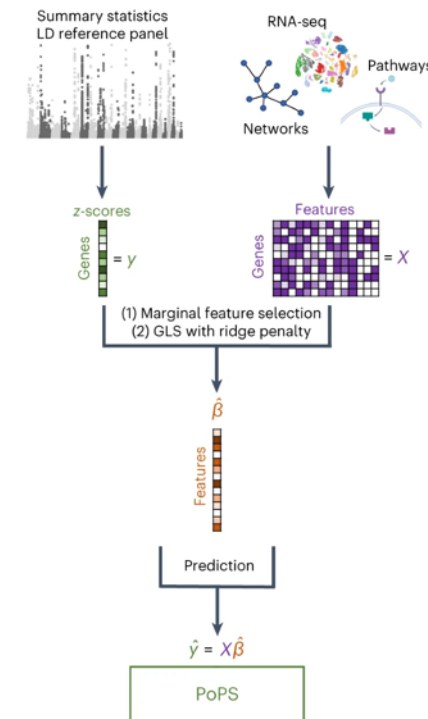 Summary statistics
LD reference panel
RNA-seq
Pathways
Networks
z-scores
Genes
= y
Features
Genes
= X
(1) Marginal feature selection
(2) GLS with ridge penalty
β̂
Features
Prediction
ŷ = Xβ̂
PoPS